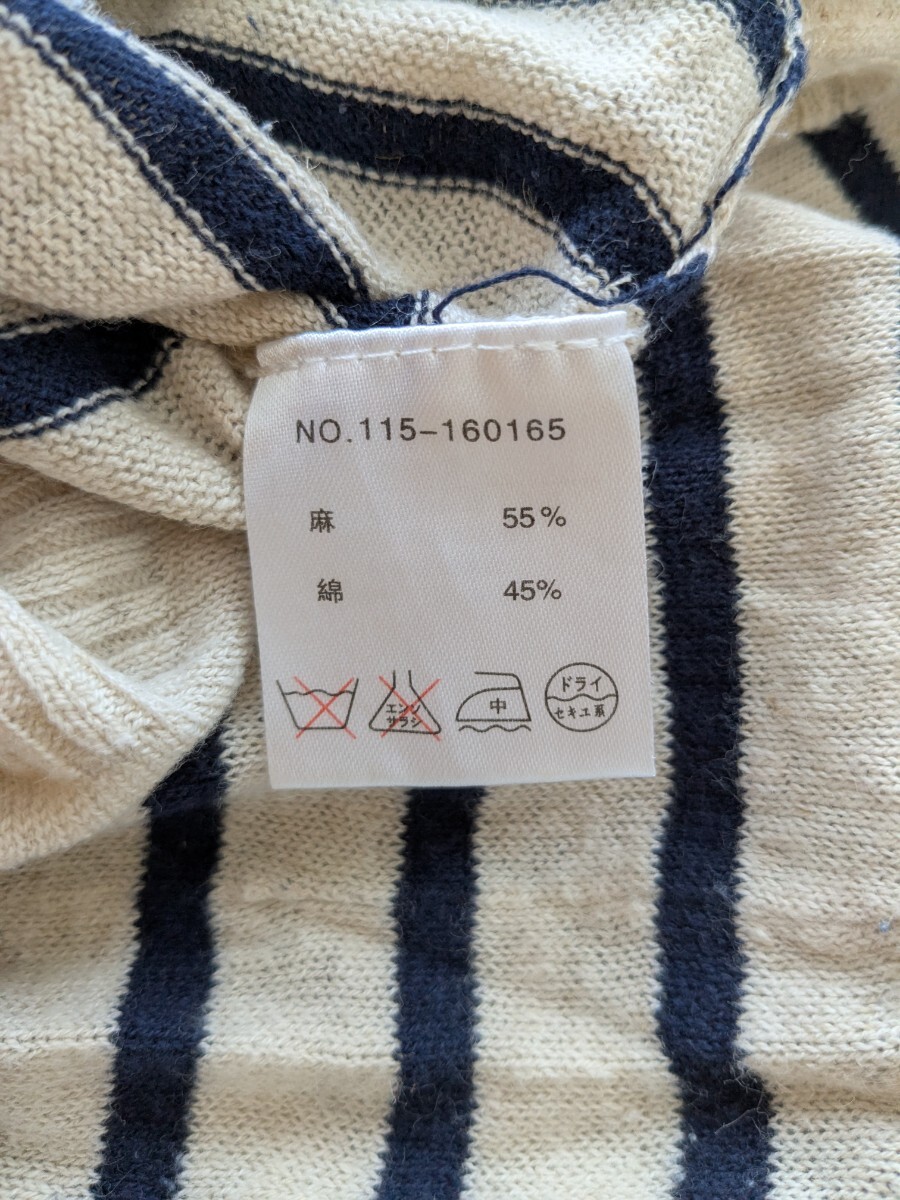 NO.115-160165
麻 55%
綿 45%
エンソ
サラシ
中
ドライ
セキユ系